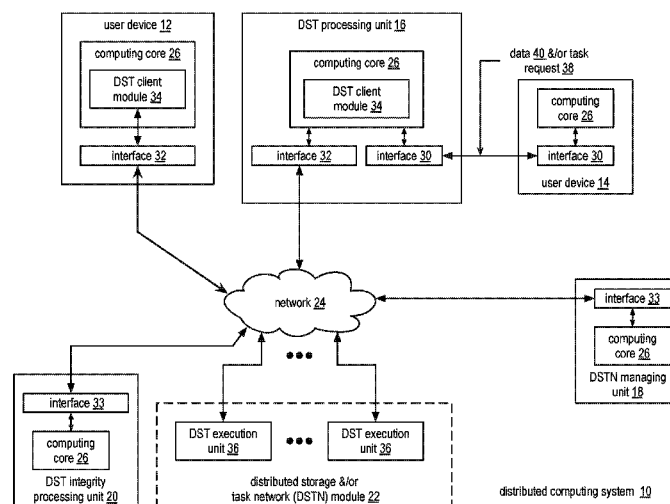 user device 12
computing core 26
DST client
module 34
interface 32
DST processing unit 16
computing core 26
DST client
module 34
interface 32
interface 30
data 40 &/or task
request 38
computing
core 26
interface 30
user device 14
network 24
interface 33
computing
core 26
DSTN managing
unit 18
interface 33
computing
core 26
DST integrity
processing unit 20
DST execution
unit 36
DST execution
unit 36
distributed storage &/or
task network (DSTN) module 22
distributed computing system 10